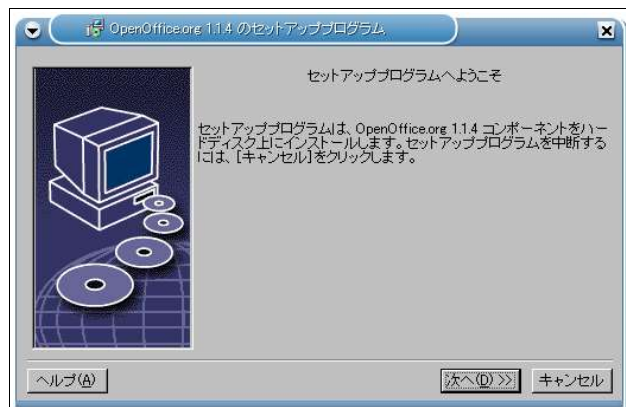 OpenOffice.org 1.1.4 のセットアッププログラム
セットアッププログラムへようこそ
セットアッププログラムは、OpenOffice.org 1.1.4 コンポーネントをハー
ドディスク上にインストールします。セットアッププログラムを中断する
には、[キャンセル]をクリックします。
ヘルプ(A) 次へ(D) >> キャンセル